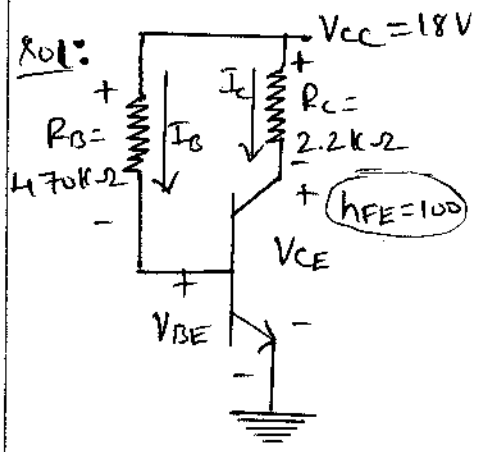 Sol:
VCC = 18V
+
+
IC
RC =
2.2KΩ
RB =
470KΩ
IB
-
-
+
hFE = 100
VCE
+
VBE
-
-